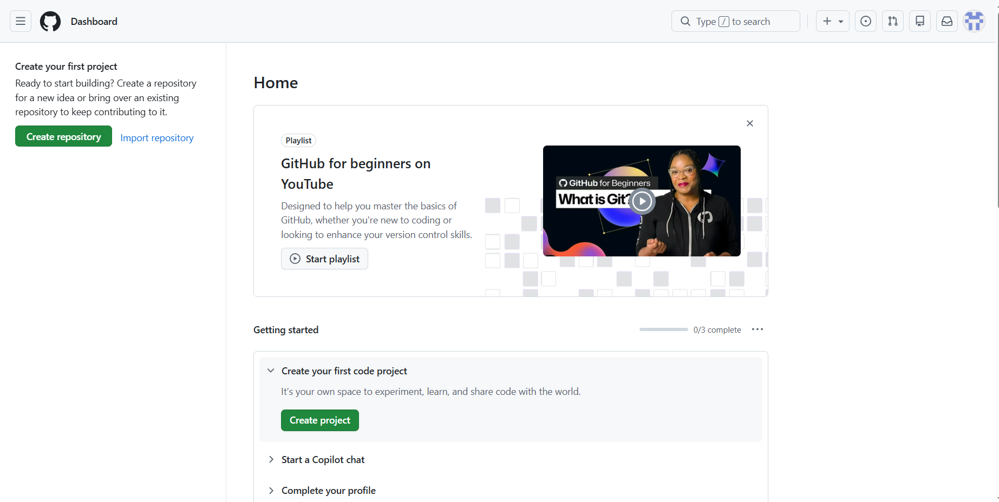 Dashboard
Type / to search
Create your first project
Ready to start building? Create a repository
for a new idea or bring over an existing
repository to keep contributing to it.
Create repository
Import repository
Home
Playlist
GitHub for beginners on
YouTube
Designed to help you master the basics of
GitHub, whether you're new to coding or
looking to enhance your version control skills.
Start playlist
GitHub for Beginners
What is Git?
Getting started
0/3 complete
Create your first code project
It's your own space to experiment, learn, and share code with the world.
Create project
Start a Copilot chat
Complete your profile